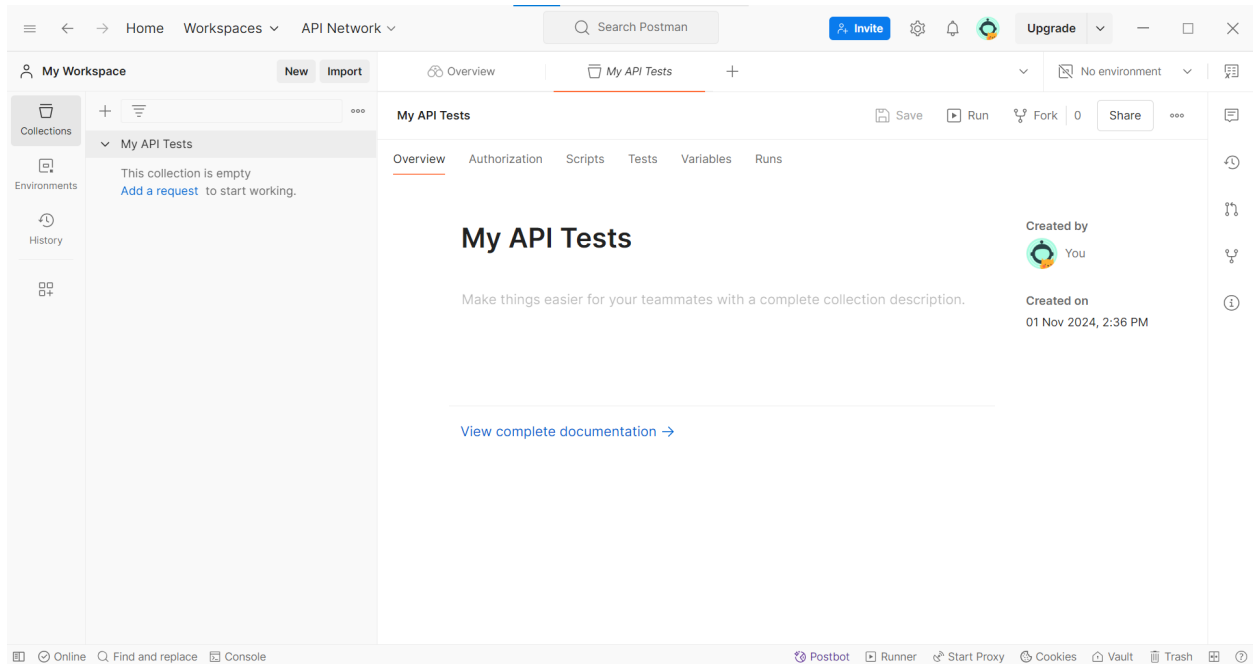 Home Workspaces API Network Search Postman Invite Upgrade
My Workspace New Import Overview My API Tests No environment
Collections
Environments
History
My API Tests
This collection is empty
Add a request to start working.
My API Tests Save Run Fork 0 Share
Overview Authorization Scripts Tests Variables Runs
My API Tests
Make things easier for your teammates with a complete collection description.
View complete documentation →
Created by
You
Created on
01 Nov 2024, 2:36 PM
Online Find and replace Console Postbot Runner Start Proxy Cookies Vault Trash